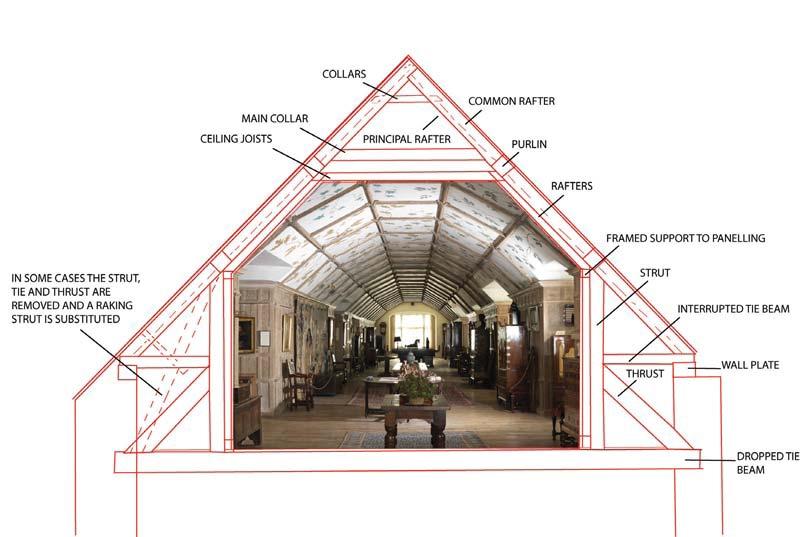 COLLARS
COMMON RAFTER
MAIN COLLAR
PRINCIPAL RAFTER
CEILING JOISTS
PURLIN
RAFTERS
FRAMED SUPPORT TO PANELLING
STRUT
IN SOME CASES THE STRUT,
TIE AND THRUST ARE
REMOVED AND A RAKING
STRUT IS SUBSTITUTED
INTERRUPTED TIE BEAM
WALL PLATE
THRUST
DROPPED TIE
BEAM